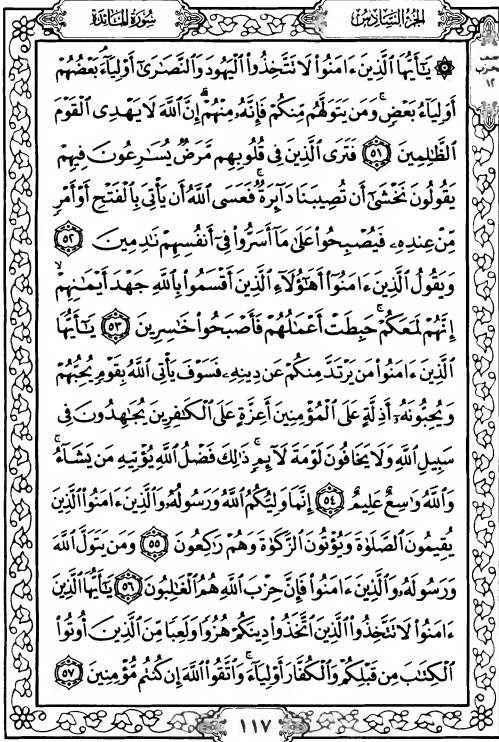 سُورَةُ المَائدة
الجزء السادس
نصف
الحزب
١٢
۞ يَٰٓأَيُّهَا ٱلَّذِينَ ءَامَنُوا۟ لَا تَتَّخِذُوا۟ ٱلْيَهُودَ وَٱلنَّصَٰرَىٰٓ أَوْلِيَآءَ ۘ بَعْضُهُمْ
أَوْلِيَآءُ بَعْضٍ ۚ وَمَن يَتَوَلَّهُم مِّنكُمْ فَإِنَّهُۥ مِنْهُمْ ۗ إِنَّ ٱللَّهَ لَا يَهْدِى ٱلْقَوْمَ
ٱلظَّٰلِمِينَ ٥١ فَتَرَى ٱلَّذِينَ فِى قُلُوبِهِم مَّرَضٌ يُسَٰرِعُونَ فِيهِمْ
يَقُولُونَ نَخْشَىٰٓ أَن تُصِيبَنَا دَآئِرَةٌ ۚ فَعَسَى ٱللَّهُ أَن يَأْتِىَ بِٱلْفَتْحِ أَوْ أَمْرٍ
مِّنْ عِندِهِۦ فَيُصْبِحُوا۟ عَلَىٰ مَآ أَسَرُّوا۟ فِىٓ أَنفُسِهِمْ نَٰدِمِينَ ٥٢
وَيَقُولُ ٱلَّذِينَ ءَامَنُوٓا۟ أَهَٰٓؤُلَآءِ ٱلَّذِينَ أَقْسَمُوا۟ بِٱللَّهِ جَهْدَ أَيْمَٰنِهِمْ ۙ
إِنَّهُمْ لَمَعَكُمْ ۚ حَبِطَتْ أَعْمَٰلُهُمْ فَأَصْبَحُوا۟ خَٰسِرِينَ ٥٣ يَٰٓأَيُّهَا
ٱلَّذِينَ ءَامَنُوا۟ مَن يَرْتَدَّ مِنكُمْ عَن دِينِهِۦ فَسَوْفَ يَأْتِى ٱللَّهُ بِقَوْمٍ يُحِبُّهُمْ
وَيُحِبُّونَهُۥٓ أَذِلَّةٍ عَلَى ٱلْمُؤْمِنِينَ أَعِزَّةٍ عَلَى ٱلْكَٰفِرِينَ يُجَٰهِدُونَ فِى
سَبِيلِ ٱللَّهِ وَلَا يَخَافُونَ لَوْمَةَ لَآئِمٍ ۚ ذَٰلِكَ فَضْلُ ٱللَّهِ يُؤْتِيهِ مَن يَشَآءُ ۚ
وَٱللَّهُ وَٰسِعٌ عَلِيمٌ ٥٤ إِنَّمَا وَلِيُّكُمُ ٱللَّهُ وَرَسُولُهُۥ وَٱلَّذِينَ ءَامَنُوا۟ ٱلَّذِينَ
يُقِيمُونَ ٱلصَّلَوٰةَ وَيُؤْتُونَ ٱلزَّكَوٰةَ وَهُمْ رَٰكِعُونَ ٥٥ وَمَن يَتَوَلَّ ٱللَّهَ
وَرَسُولَهُۥ وَٱلَّذِينَ ءَامَنُوا۟ فَإِنَّ حِزْبَ ٱللَّهِ هُمُ ٱلْغَٰلِبُونَ ٥٦ يَٰٓأَيُّهَا ٱلَّذِينَ
ءَامَنُوا۟ لَا تَتَّخِذُوا۟ ٱلَّذِينَ ٱتَّخَذُوا۟ دِينَكُمْ هُزُوًا وَلَعِبًا مِّنَ ٱلَّذِينَ أُوتُوا۟
ٱلْكِتَٰبَ مِن قَبْلِكُمْ وَٱلْكُفَّارَ أَوْلِيَآءَ ۚ وَٱتَّقُوا۟ ٱللَّهَ إِن كُنتُم مُّؤْمِنِينَ ٥٧
١١٧